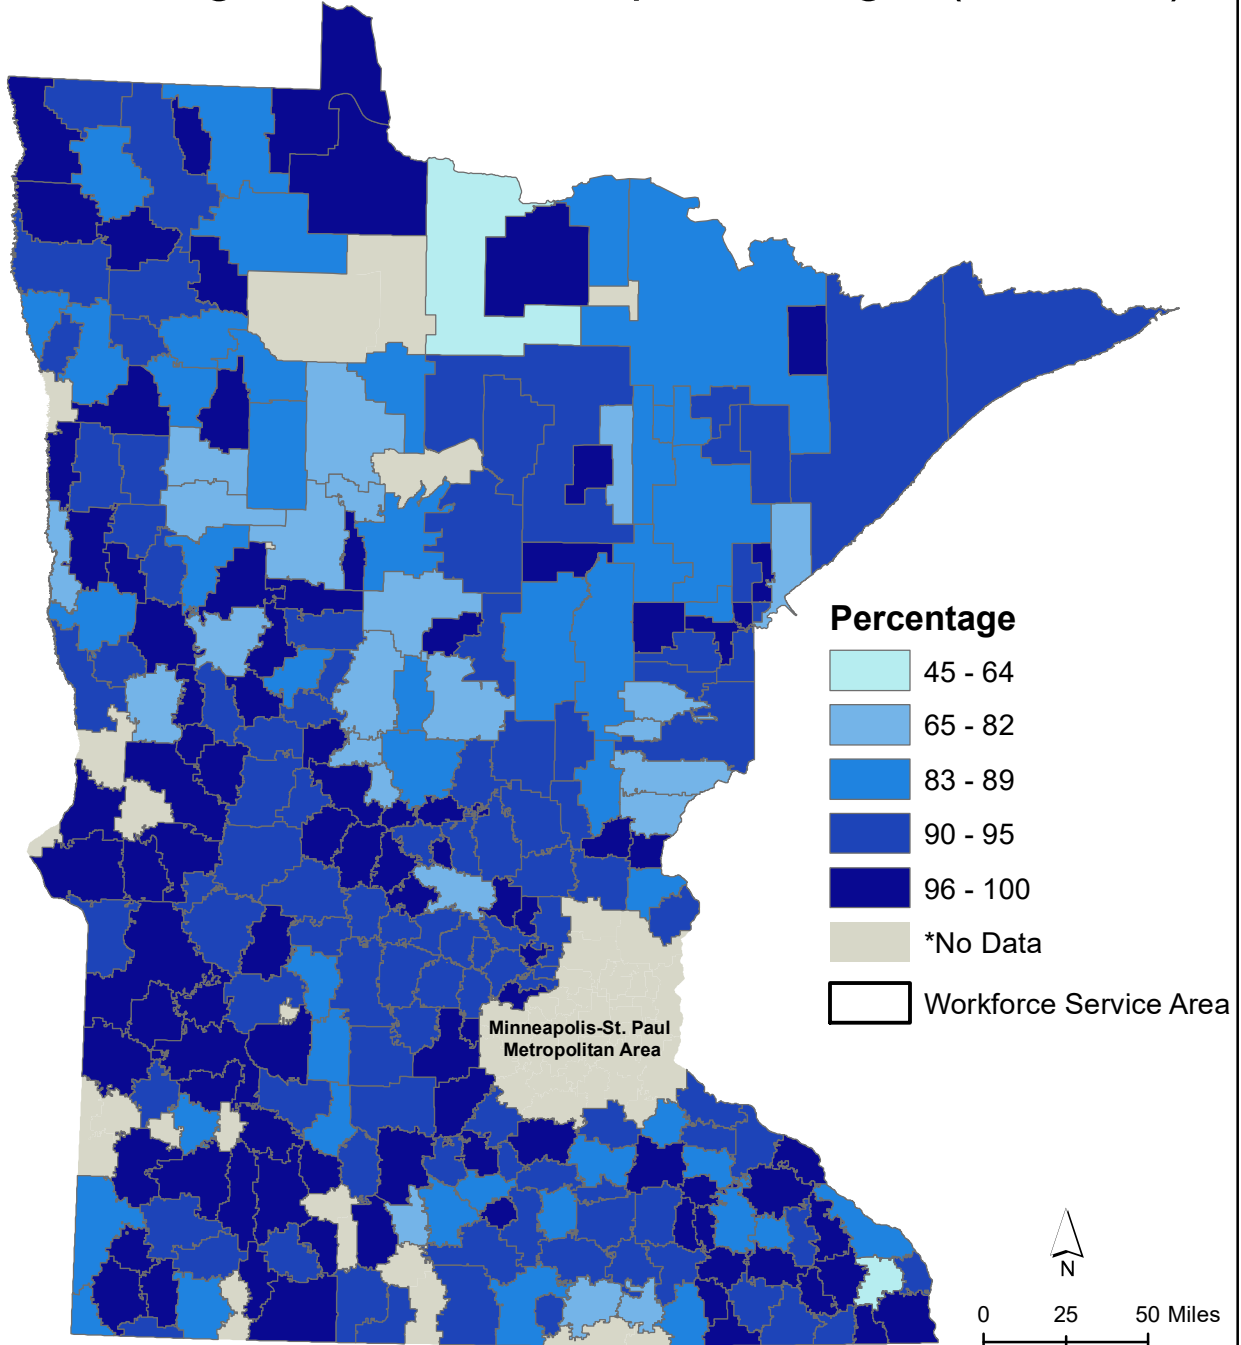 Percentage
45 - 64
65 - 82
83 - 89
90 - 95
96 - 100
*No Data
Workforce Service Area
Minneapolis-St. Paul
Metropolitan Area
N
0 25 50 Miles